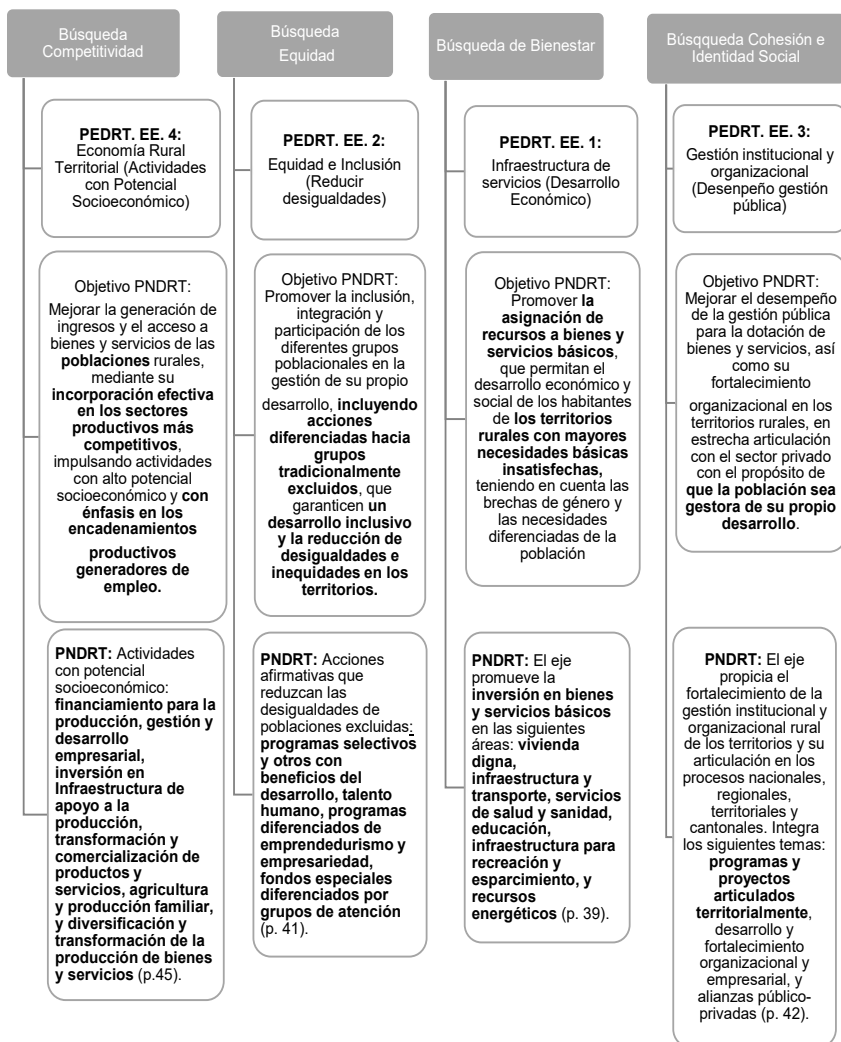 Búsqueda
Competitividad
PEDRT. EE. 4:
Economía Rural
Territorial (Actividades
con Potencial
Socioeconómico)
Objetivo PNDRT:
Mejorar la generación de
ingresos y el acceso a
bienes y servicios de las
poblaciones rurales,
mediante su
incorporación efectiva
en los sectores
productivos más
competitivos,
impulsando actividades
con alto potencial
socioeconómico y con
énfasis en los
encadenamientos
productivos
generadores de
empleo.
PNDRT: Actividades
con potencial
socioeconómico:
financiamiento para la
producción, gestión y
desarrollo
empresarial,
inversión en
Infraestructura de
apoyo a la
producción,
transformación y
comercialización de
productos y
servicios, agricultura
y producción familiar,
y diversificación y
transformación de la
producción de bienes
y servicios (p.45).
Búsqueda
Equidad
PEDRT. EE. 2:
Equidad e Inclusión
(Reducir
desigualdades)
Objetivo PNDRT:
Promover la inclusión,
integración y
participación de los
diferentes grupos
poblacionales en la
gestión de su propio
desarrollo, incluyendo
acciones
diferenciadas hacia
grupos
tradicionalmente
excluidos, que
garanticen un
desarrollo inclusivo
y la reducción de
desigualdades e
inequidades en los
territorios.
PNDRT: Acciones
afirmativas que
reduzcan las
desigualdades de
poblaciones excluidas:
programas selectivos
y otros con
beneficios del
desarrollo, talento
humano, programas
diferenciados de
emprendedurismo y
empresariedad,
fondos especiales
diferenciados por
grupos de atención
(p. 41).
Búsqueda de Bienestar
PEDRT. EE. 1:
Infraestructura de
servicios (Desarrollo
Económico)
Objetivo PNDRT:
Promover la
asignación de
recursos a bienes y
servicios básicos,
que permitan el
desarrollo económico y
social de los habitantes
de los territorios
rurales con mayores
necesidades básicas
insatisfechas,
teniendo en cuenta las
brechas de género y
las necesidades
diferenciadas de la
población
PNDRT: El eje
promueve la
inversión en bienes
y servicios básicos
en las siguientes
áreas: vivienda
digna,
infraestructura y
transporte, servicios
de salud y sanidad,
educación,
infraestructura para
recreación y
esparcimiento, y
recursos
energéticos (p. 39).
Búsqqueda Cohesión e
Identidad Social
PEDRT. EE. 3:
Gestión institucional y
organizacional
(Desenpeño gestión
pública)
Objetivo PNDRT:
Mejorar el desempeño
de la gestión pública
para la dotación de
bienes y servicios, así
como su
fortalecimiento
organizacional en los
territorios rurales, en
estrecha articulación
con el sector privado
con el propósito de
que la población sea
gestora de su propio
desarrollo.
PNDRT: El eje
propicia el
fortalecimiento de la
gestión institucional y
organizacional rural
de los territorios y su
articulación en los
procesos nacionales,
regionales,
territoriales y
cantonales. Integra
los siguientes temas:
programas y
proyectos
articulados
territorialmente,
desarrollo y
fortalecimiento
organizacional y
empresarial, y
alianzas público-
privadas (p. 42).